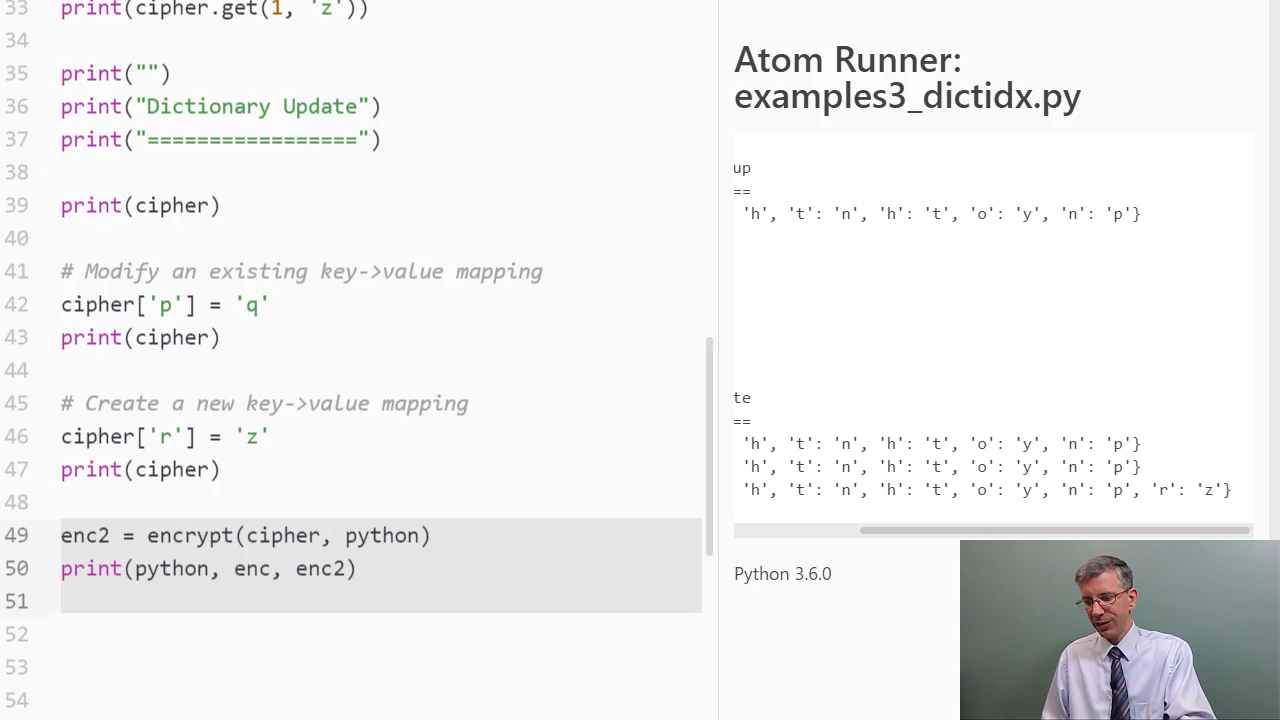 33 print(cipher.get(1, 'z'))
34
35 print("")
36 print("Dictionary Update")
37 print("=================")
38
39 print(cipher)
40
41 # Modify an existing key->value mapping
42 cipher['p'] = 'q'
43 print(cipher)
44
45 # Create a new key->value mapping
46 cipher['r'] = 'z'
47 print(cipher)
48
49 enc2 = encrypt(cipher, python)
50 print(python, enc, enc2)
51
52
53
54
Atom Runner:
examples3_dictidx.py
up
==
'h', 't': 'n', 'h': 't', 'o': 'y', 'n': 'p'}
te
==
'h', 't': 'n', 'h': 't', 'o': 'y', 'n': 'p'}
'h', 't': 'n', 'h': 't', 'o': 'y', 'n': 'p'}
'h', 't': 'n', 'h': 't', 'o': 'y', 'n': 'p', 'r': 'z'}
Python 3.6.0